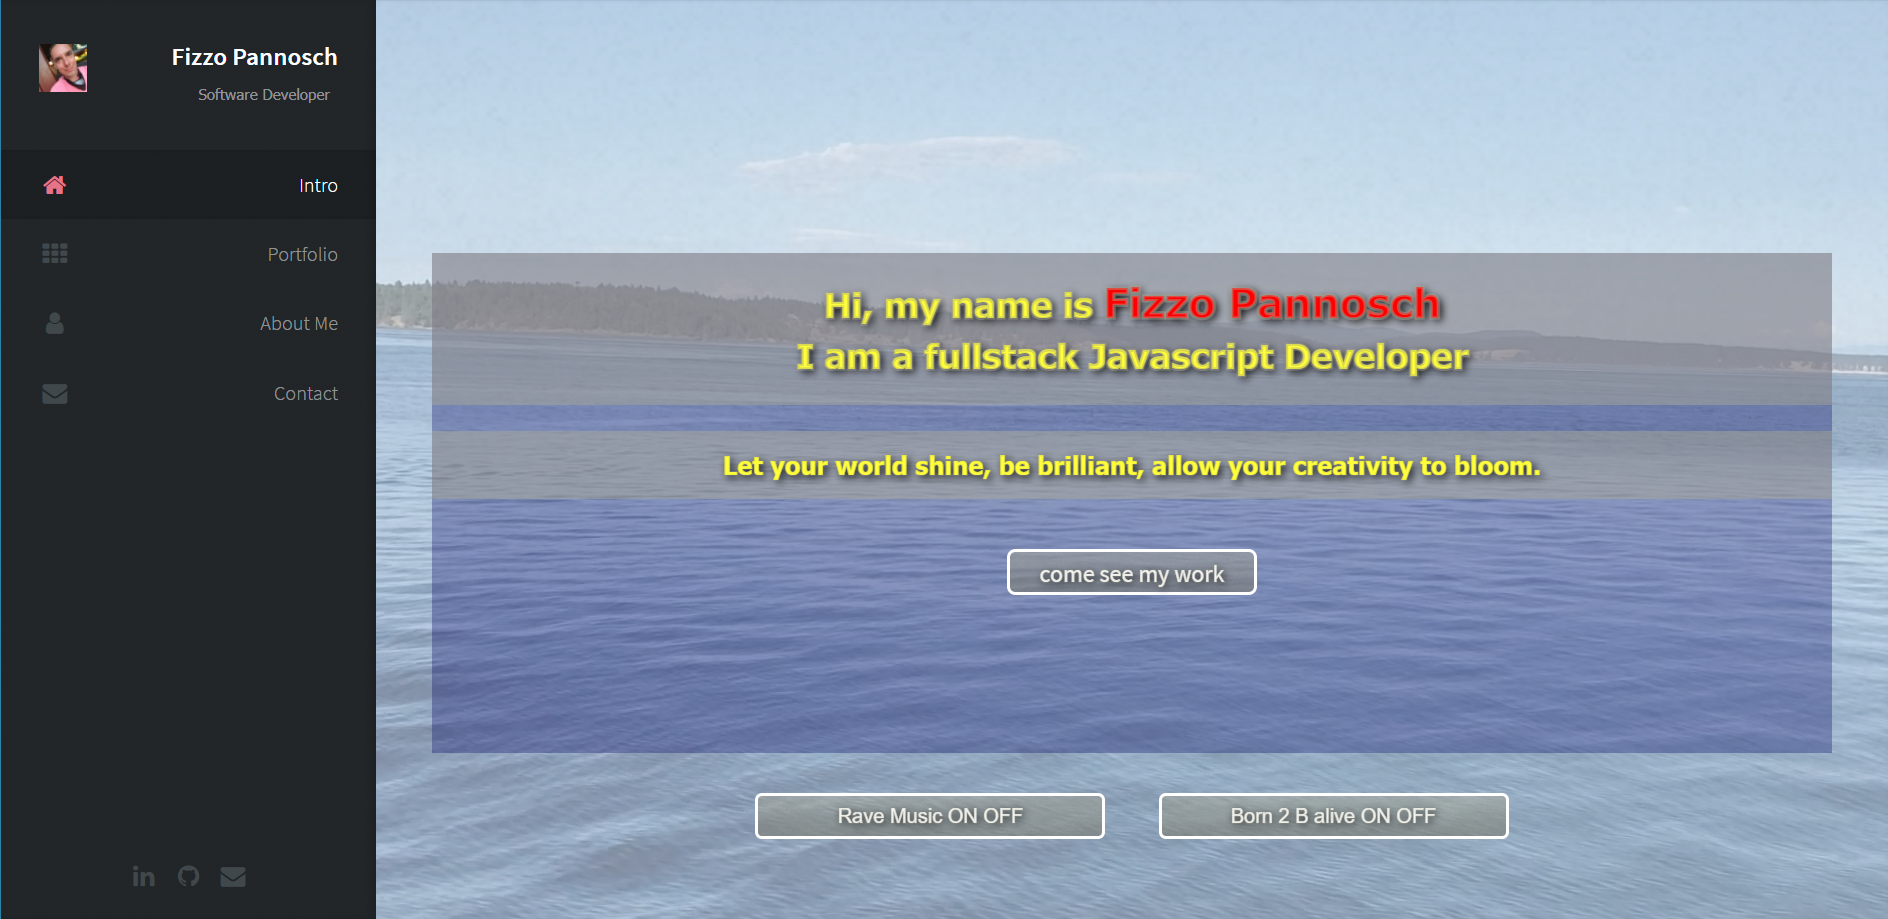 Fizzo Pannosch
Software Developer
Intro
Portfolio
About Me
Contact
Hi, my name is Fizzo Pannosch
I am a fullstack Javascript Developer
Let your world shine, be brilliant, allow your creativity to bloom.
come see my work
Rave Music ON OFF
Born 2 B alive ON OFF
in